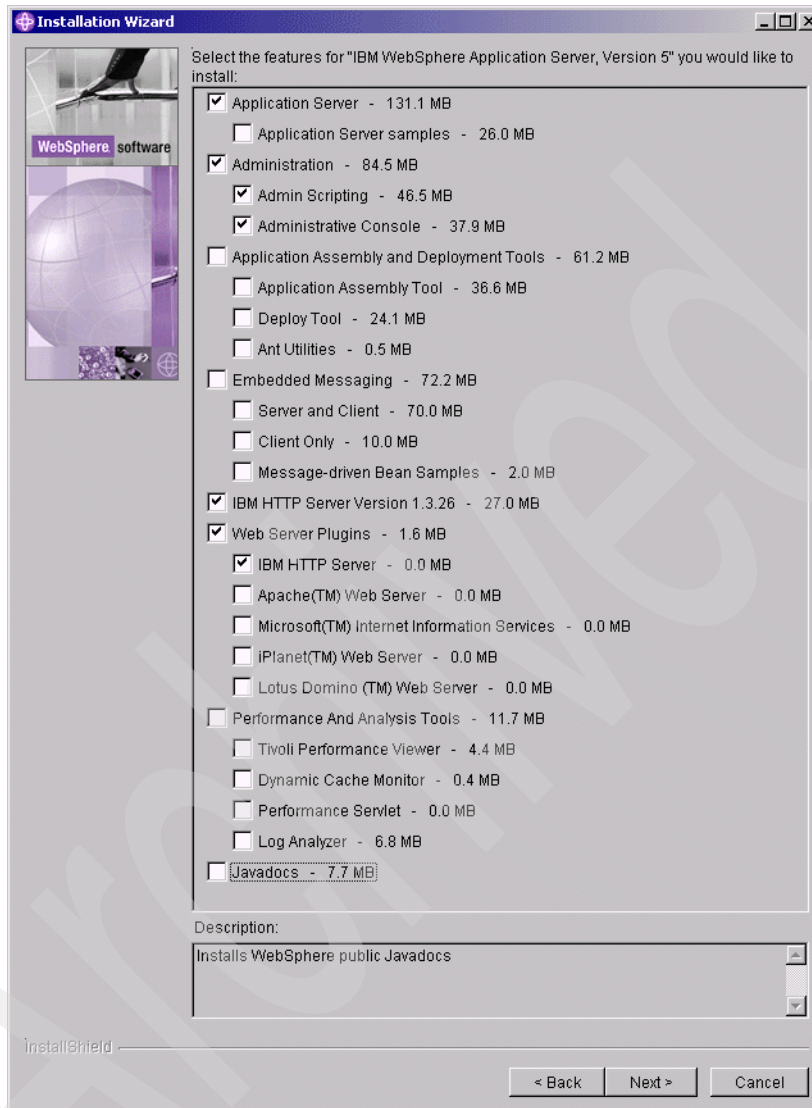 Installation Wizard
WebSphere software
Select the features for "IBM WebSphere Application Server, Version 5" you would like to
install:
Application Server - 131.1 MB
Application Server samples - 26.0 MB
Administration - 84.5 MB
Admin Scripting - 46.5 MB
Administrative Console - 37.9 MB
Application Assembly and Deployment Tools - 61.2 MB
Application Assembly Tool - 36.6 MB
Deploy Tool - 24.1 MB
Ant Utilities - 0.5 MB
Embedded Messaging - 72.2 MB
Server and Client - 70.0 MB
Client Only - 10.0 MB
Message-driven Bean Samples - 2.0 MB
IBM HTTP Server Version 1.3.26 - 27.0 MB
Web Server Plugins - 1.6 MB
IBM HTTP Server - 0.0 MB
Apache(TM) Web Server - 0.0 MB
Microsoft(TM) Internet Information Services - 0.0 MB
iPlanet(TM) Web Server - 0.0 MB
Lotus Domino (TM) Web Server - 0.0 MB
Performance And Analysis Tools - 11.7 MB
Tivoli Performance Viewer - 4.4 MB
Dynamic Cache Monitor - 0.4 MB
Performance Servlet - 0.0 MB
Log Analyzer - 6.8 MB
Javadocs - 7.7 MB
Description:
Installs WebSphere public Javadocs
InstallShield
< Back
Next >
Cancel
Archived